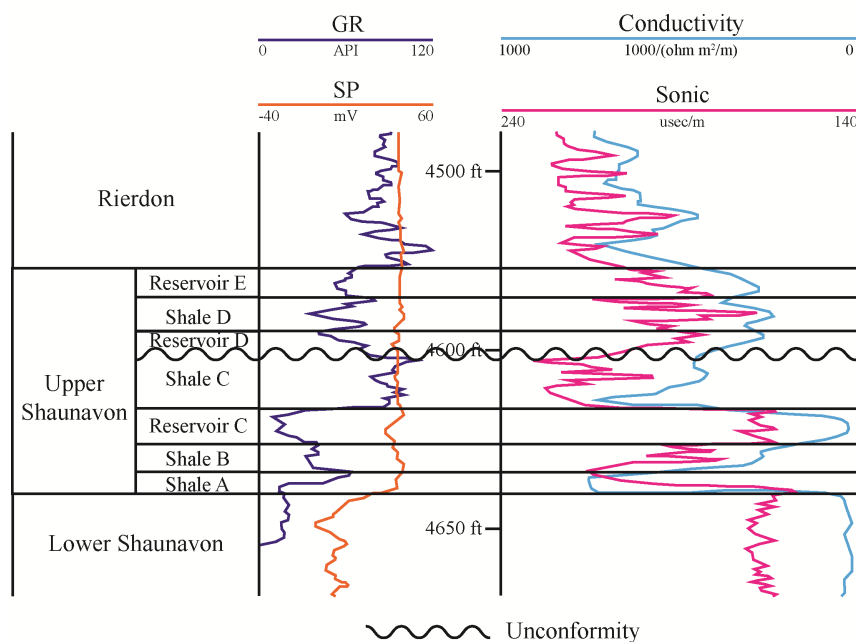 GR
0 API 120
SP
-40 mV 60
Conductivity
1000 1000/(ohm m²/m) 0
Sonic
240 usec/m 140
4500 ft
Rierdon
Reservoir E
Shale D
Reservoir D
4600 ft
Shale C
Upper
Shaunavon
Reservoir C
Shale B
Shale A
4650 ft
Lower Shaunavon
Unconformity